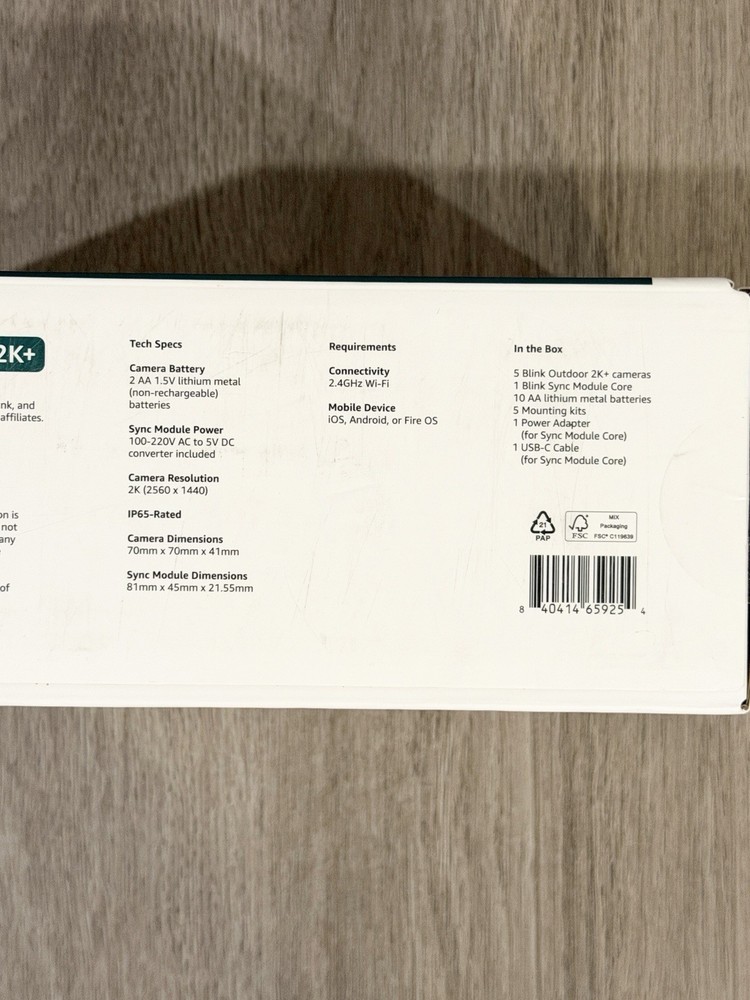 2K+
nk, and
affiliates.
on is
not
any
of
Tech Specs
Camera Battery
2 AA 1.5V lithium metal
(non-rechargeable)
batteries
Sync Module Power
100-220V AC to 5V DC
converter included
Camera Resolution
2K (2560 x 1440)
IP65-Rated
Camera Dimensions
70mm x 70mm x 41mm
Sync Module Dimensions
81mm x 45mm x 21.55mm
Requirements
Connectivity
2.4GHz Wi-Fi
Mobile Device
iOS, Android, or Fire OS
In the Box
5 Blink Outdoor 2K+ cameras
1 Blink Sync Module Core
10 AA lithium metal batteries
5 Mounting kits
1 Power Adapter
(for Sync Module Core)
1 USB-C Cable
(for Sync Module Core)
21
PAP
FSC
MIX
Packaging
FSC® C119639
8 40414 65925 4